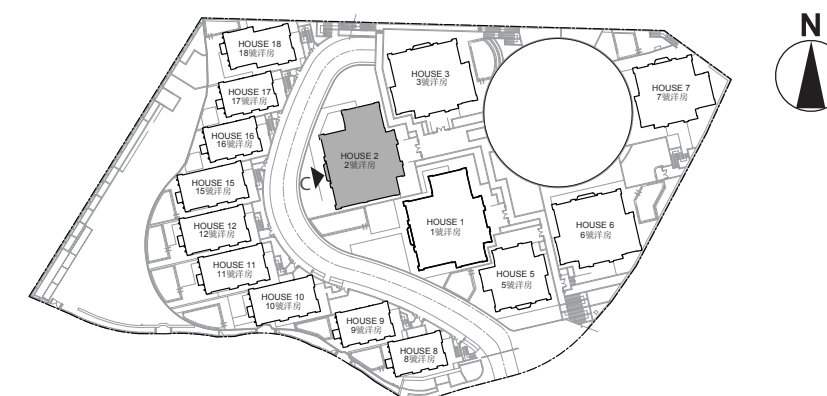 N
HOUSE 18
18號洋房
HOUSE 3
3號洋房
HOUSE 7
7號洋房
HOUSE 17
17號洋房
HOUSE 16
16號洋房
HOUSE 2
2號洋房
C
HOUSE 15
15號洋房
HOUSE 12
12號洋房
HOUSE 1
1號洋房
HOUSE 6
6號洋房
HOUSE 11
11號洋房
HOUSE 5
5號洋房
HOUSE 10
10號洋房
HOUSE 9
9號洋房
HOUSE 8
8號洋房